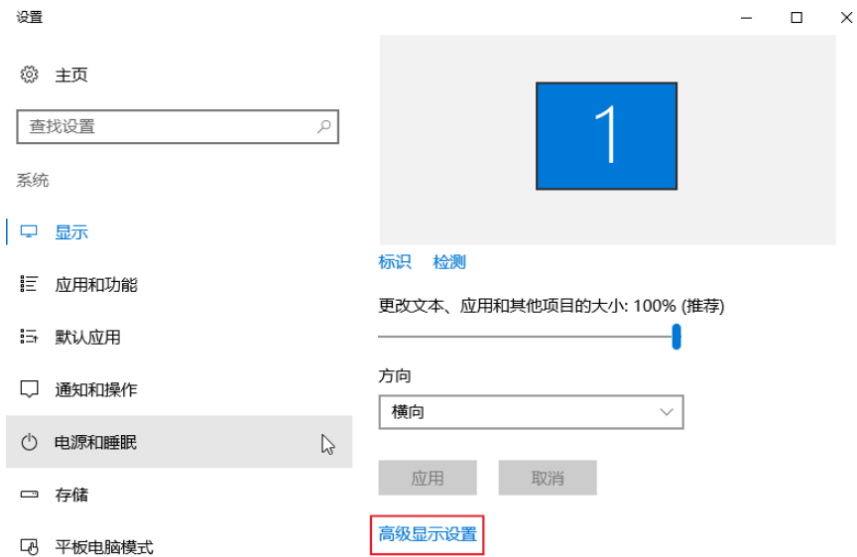 设置
主页
查找设置
系统
显示
应用和功能
默认应用
通知和操作
电源和睡眠
存储
平板电脑模式
1
标识 检测
更改文本、应用和其他项目的大小: 100% (推荐)
方向
横向
应用 取消
高级显示设置